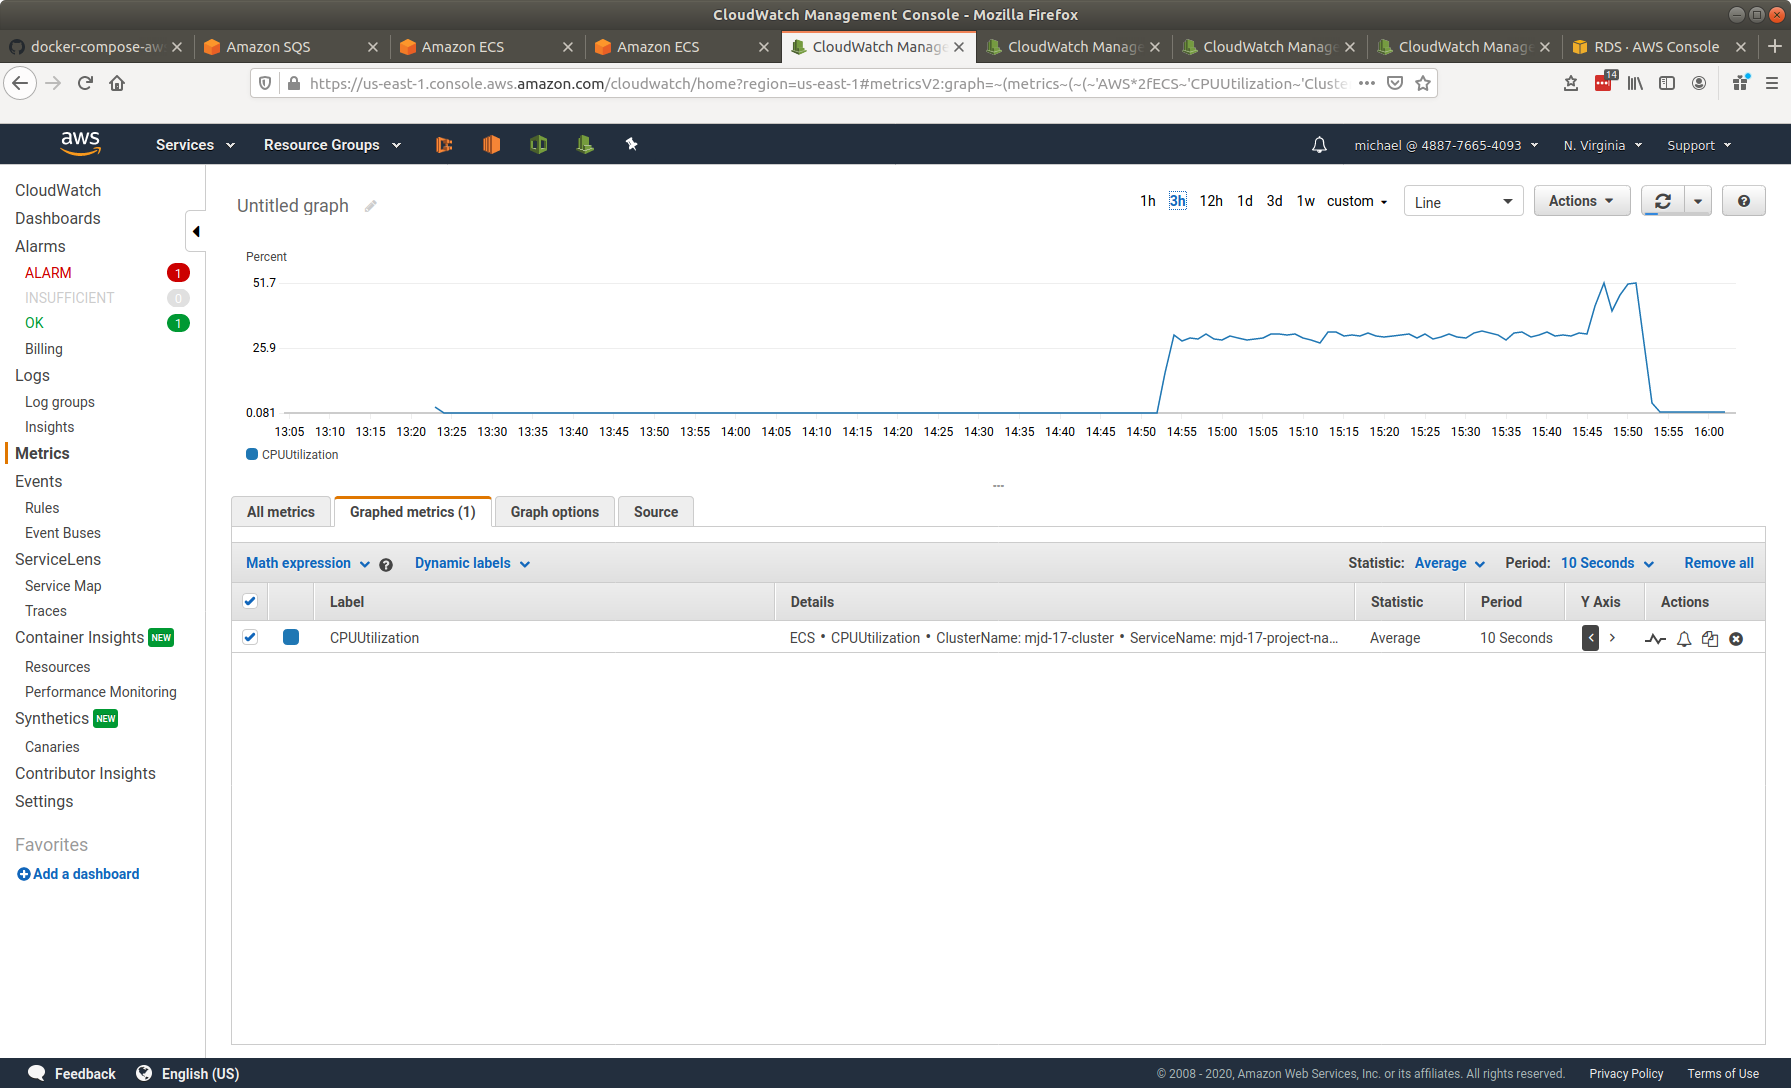 CloudWatch Management Console - Mozilla Firefox
docker-compose-aw
Amazon SQS
Amazon ECS
Amazon ECS
CloudWatch Manage
CloudWatch Manage
CloudWatch Manage
CloudWatch Manage
RDS · AWS Console
https://us-east-1.console.aws.amazon.com/cloudwatch/home?region=us-east-1#metricsV2:graph=~(metrics~(~(~'AWS*2fECS~'CPUUtilization~'Cluste
14
aws
Services
Resource Groups
michael @ 4887-7665-4093
N. Virginia
Support
CloudWatch
Dashboards
Alarms
ALARM 1
INSUFFICIENT 0
OK 1
Billing
Logs
Log groups
Insights
Metrics
Events
Rules
Event Buses
ServiceLens
Service Map
Traces
Container Insights NEW
Resources
Performance Monitoring
Synthetics NEW
Canaries
Contributor Insights
Settings
Favorites
Add a dashboard
Untitled graph
1h 3h 12h 1d 3d 1w custom
Line
Actions
Percent
51.7
25.9
0.081
13:05 13:10 13:15 13:20 13:25 13:30 13:35 13:40 13:45 13:50 13:55 14:00 14:05 14:10 14:15 14:20 14:25 14:30 14:35 14:40 14:45 14:50 14:55 15:00 15:05 15:10 15:15 15:20 15:25 15:30 15:35 15:40 15:45 15:50 15:55 16:00
CPUUtilization
All metrics
Graphed metrics (1)
Graph options
Source
Math expression
Dynamic labels
Statistic: Average
Period: 10 Seconds
Remove all
Label Details Statistic Period Y Axis Actions
CPUUtilization ECS • CPUUtilization • ClusterName: mjd-17-cluster • ServiceName: mjd-17-project-na... Average 10 Seconds < >
Feedback
English (US)
© 2008 - 2020, Amazon Web Services, Inc. or its affiliates. All rights reserved.
Privacy Policy
Terms of Use